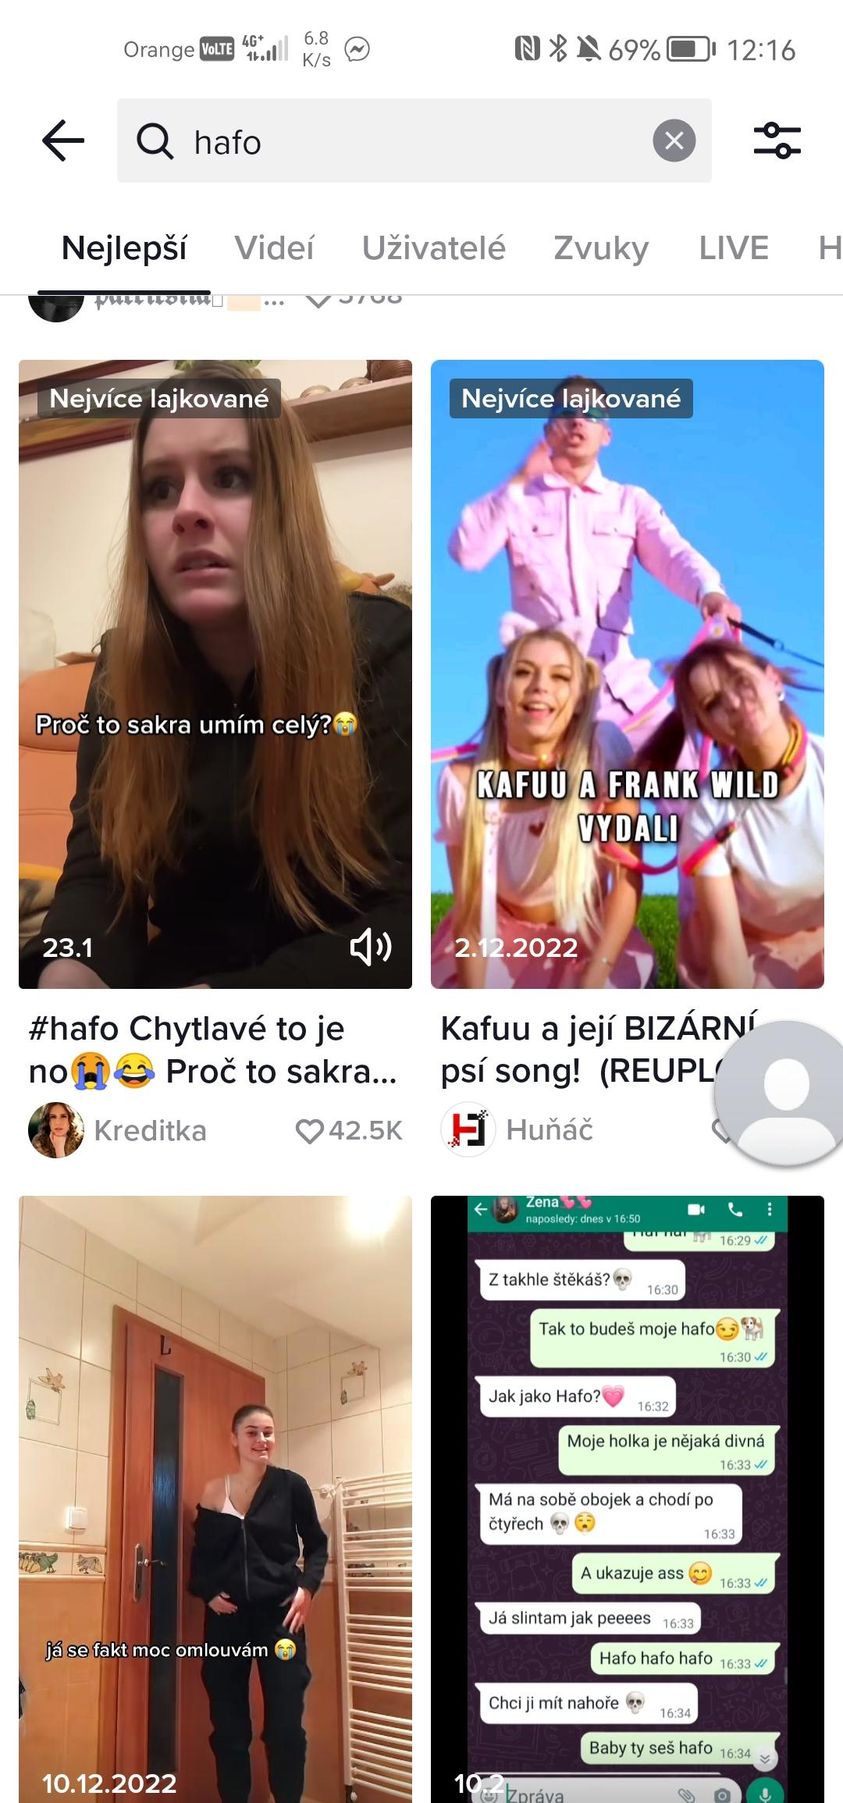 Orange VoLTE 4G+ 6.8 K/s 69% 12:16
hafo
Nejlepší Videí Uživatelé Zvuky LIVE H
3768
Nejvíce lajkované
Proč to sakra umím celý?😭
23.1
#hafo Chytlavé to je
no😭😂 Proč to sakra...
Kreditka 42.5K
Nejvíce lajkované
KAFUU A FRANK WILD
VYDALI
2.12.2022
Kafuu a její BIZÁRNÍ
psí song! (REUPL
Huňáč
já se fakt moc omlouvám 😭
10.12.2022
Žena💕
naposledy: dnes v 16:50
16:29
Z takhle štěkáš?💀 16:30
Tak to budeš moje hafo😏🐕
16:30
Jak jako Hafo?💗 16:32
Moje holka je nějaká divná
16:33
Má na sobě obojek a chodí po
čtyřech 💀😌 16:33
A ukazuje ass 😋 16:33
Já slintam jak peeees 16:33
Hafo hafo hafo 16:33
Chci ji mít nahoře 💀 16:34
Baby ty seš hafo 16:34
Zpráva
10.2